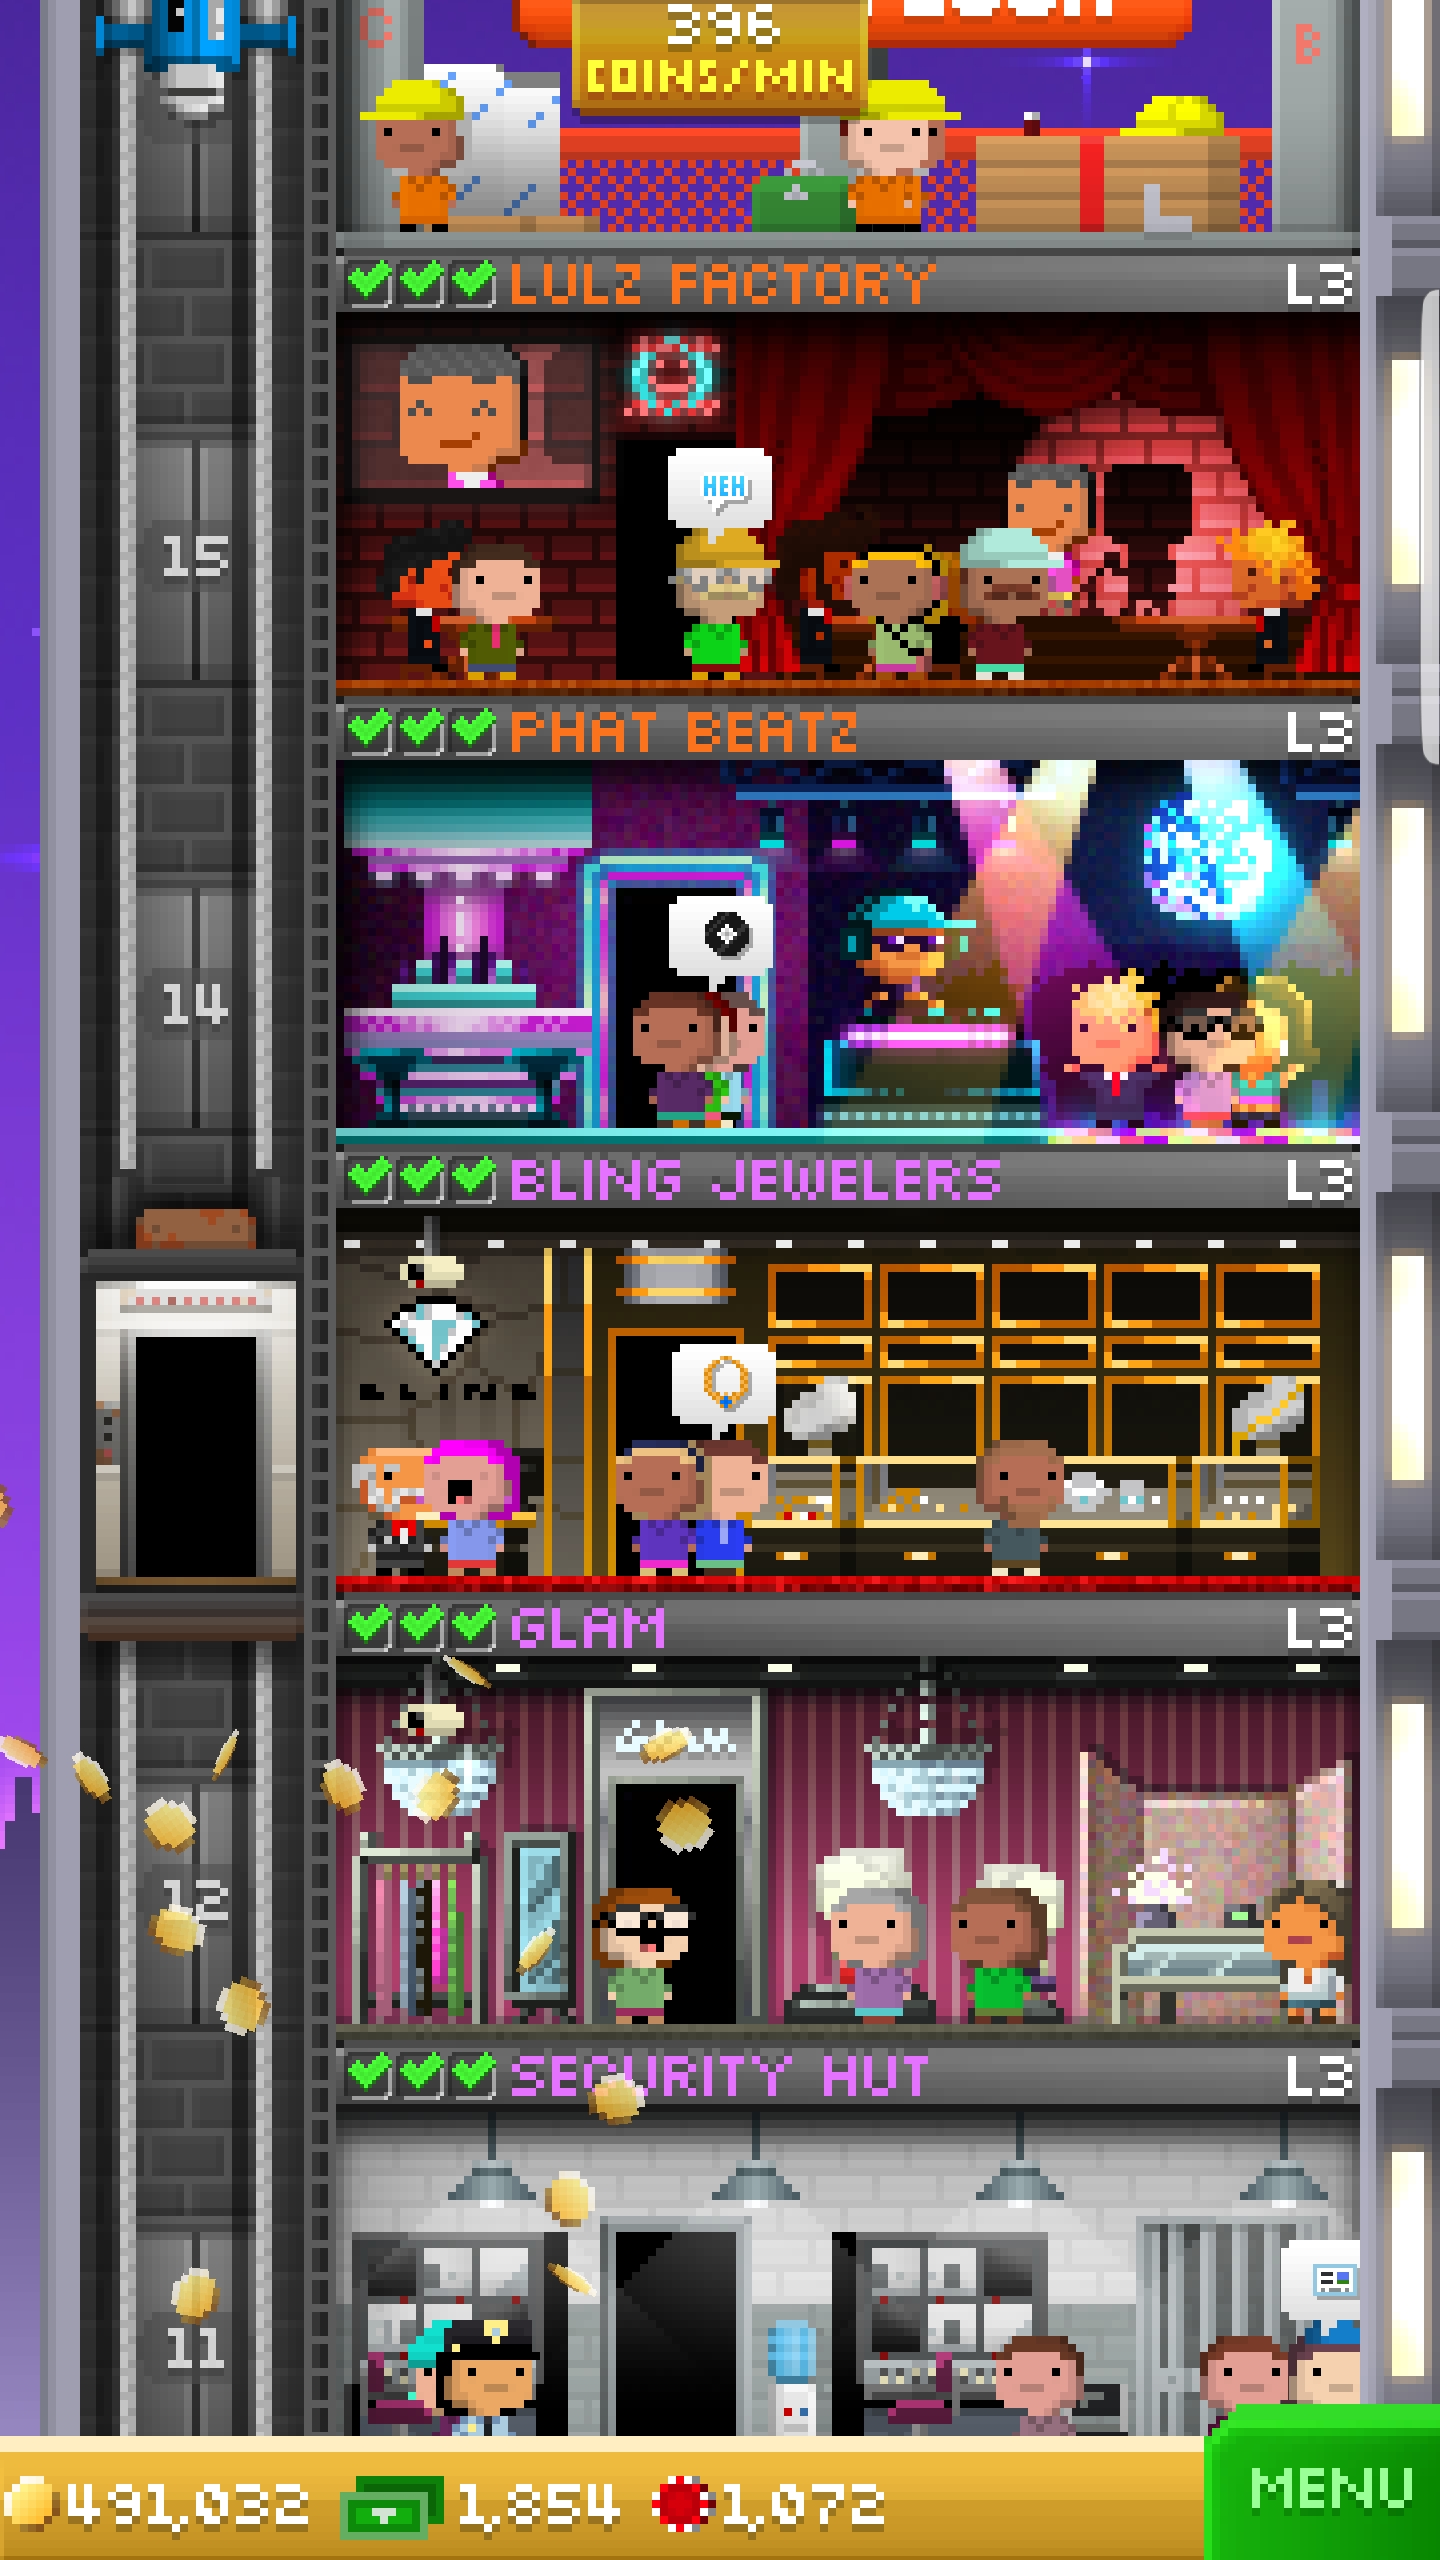 C
B
396
COINS/MIN
LULZ FACTORY
L3
HEH
15
PHAT BEATZ
L3
14
BLING JEWELERS
L3
BLING
GLAM
L3
Glam
12
SECURITY HUT
L3
11
491,032
1,854
1,072
MENU